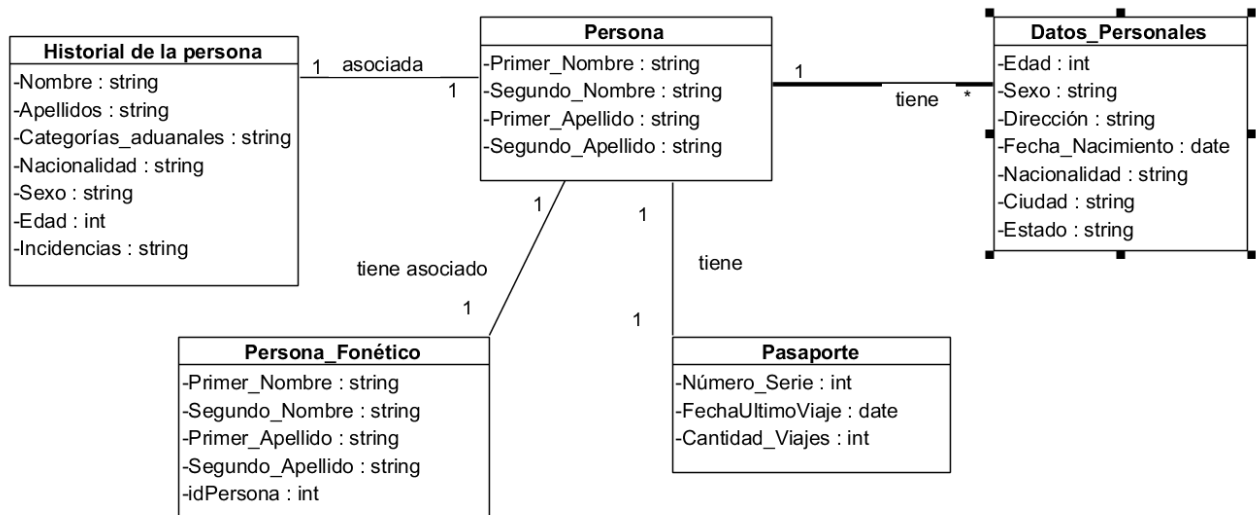 Historial de la persona
-Nombre : string
-Apellidos : string
-Categorías_aduanales : string
-Nacionalidad : string
-Sexo : string
-Edad : int
-Incidencias : string
1
asociada
1
Persona
-Primer_Nombre : string
-Segundo_Nombre : string
-Primer_Apellido : string
-Segundo_Apellido : string
1
tiene
*
Datos_Personales
-Edad : int
-Sexo : string
-Dirección : string
-Fecha_Nacimiento : date
-Nacionalidad : string
-Ciudad : string
-Estado : string
1
tiene asociado
1
1
tiene
1
Persona_Fonético
-Primer_Nombre : string
-Segundo_Nombre : string
-Primer_Apellido : string
-Segundo_Apellido : string
-idPersona : int
Pasaporte
-Número_Serie : int
-FechaUltimoViaje : date
-Cantidad_Viajes : int